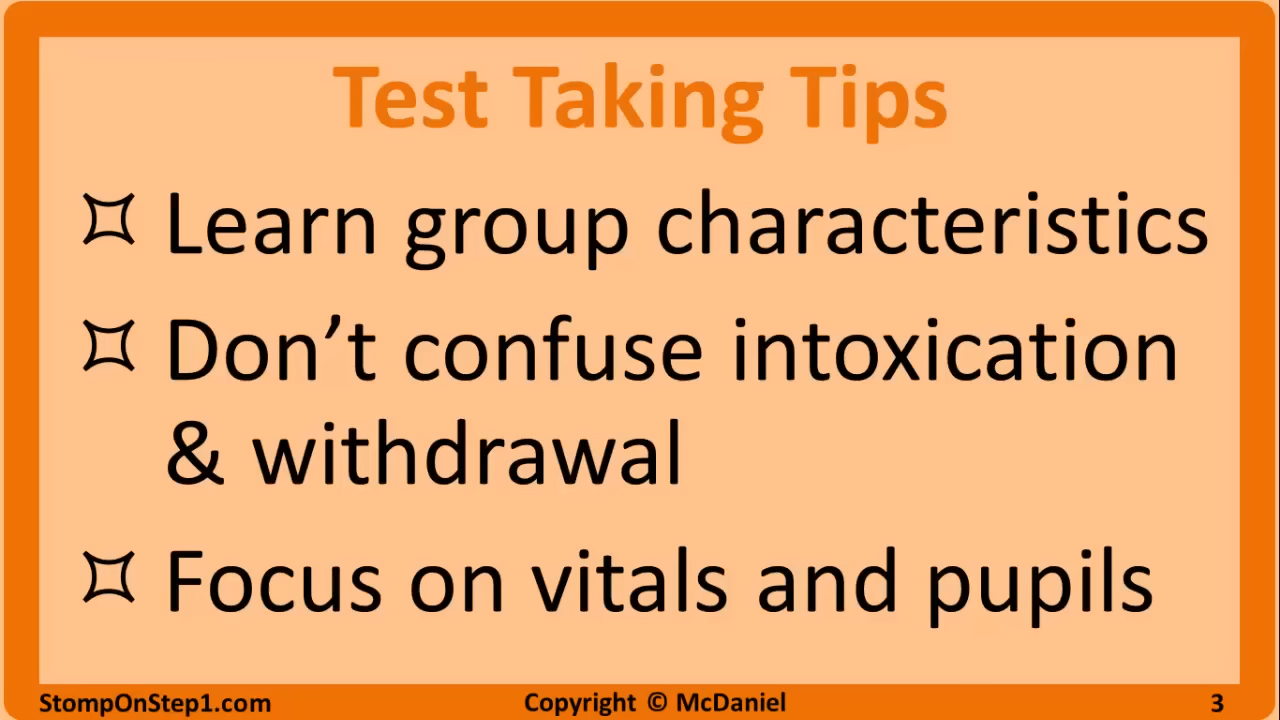 Test Taking Tips
Learn group characteristics
Don’t confuse intoxication
& withdrawal
Focus on vitals and pupils
StompOnStep1.com
Copyright © McDaniel
3